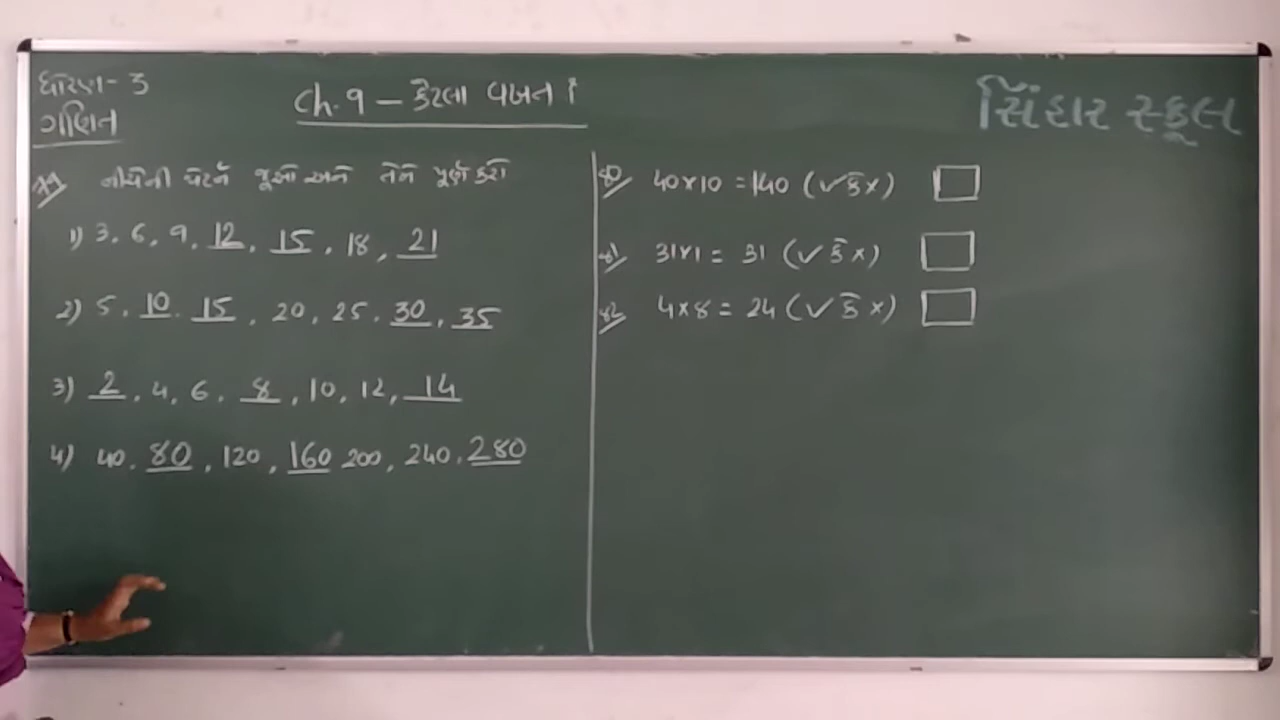 ધોરણ - 3
ગણિત
Ch. 9 – કેટલા વખત ?
સિંહાર સ્કૂલ
નીચેની પેટર્ન જૂઓ અને તેને પૂર્ણ કરો
1) 3, 6, 9, 12, 15, 18, 21
2) 5, 10, 15, 20, 25, 30, 35
3) 2, 4, 6, 8, 10, 12, 14
4) 40, 80, 120, 160 200, 240, 280
40×10 = 140 (✓ કે ×)
31×1 = 31 (✓ કે ×)
4×8 = 24 (✓ કે ×)